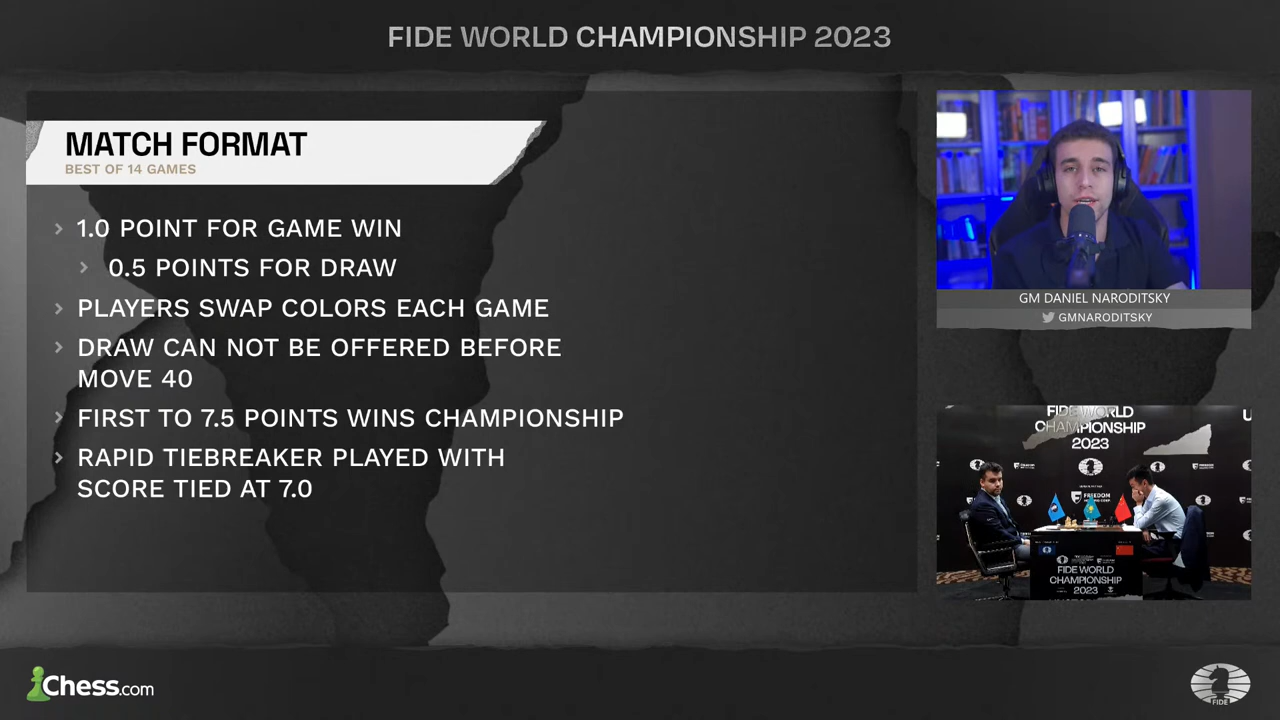 FIDE WORLD CHAMPIONSHIP 2023
MATCH FORMAT
BEST OF 14 GAMES
1.0 POINT FOR GAME WIN
0.5 POINTS FOR DRAW
PLAYERS SWAP COLORS EACH GAME
DRAW CAN NOT BE OFFERED BEFORE
MOVE 40
FIRST TO 7.5 POINTS WINS CHAMPIONSHIP
RAPID TIEBREAKER PLAYED WITH
SCORE TIED AT 7.0
GM DANIEL NARODITSKY
GMNARODITSKY
FIDE WORLD
CHAMPIONSHIP
2023
FREEDOM
FIDE WORLD
CHAMPIONSHIP
2023
Chess.com
FIDE